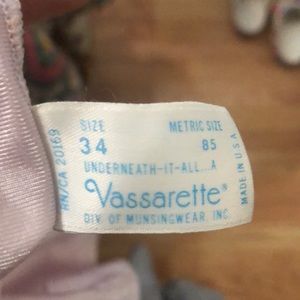 SIZE METRIC SIZE
34 85
UNDERNEATH-IT-ALL...A
Vassarette®
DIV. OF MUNSINGWEAR, INC.
RN/CA 20169
MADE IN U.S.A.